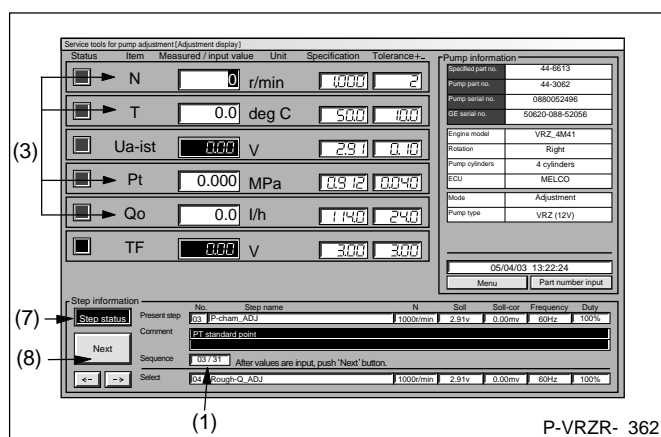 Service tools for pump adjustment [Adjustment display]
Status Item Measured / input value Unit Specification Tolerance+_
N 0 r/min 1,000 2
T 0.0 deg C 50.0 10.0
Ua-ist 0.00 V 2.91 0.10
Pt 0.000 MPa 0.912 0.040
Qo 0.0 l/h 114.0 24.0
TF 0.00 V 3.00 3.00
(3)
Pump information
Specified part no. 44-6613
Pump part no. 44-3062
Pump serial no. 0880052496
GE serial no. 50620-088-52056
Engine model VRZ_4M41
Rotation Right
Pump cylinders 4 cylinders
ECU MELCO
Mode Adjustment
Pump type VRZ (12V)
05/04/03 13:22:24
Menu Part number input
Step information
No. Step name N Soll Soll-cor Frequency Duty
(7) Step status Present step 03 P-cham_ADJ 1000r/min 2.91v 0.00mv 60Hz 100%
Comment PT standard point
(8) Next
Sequence 03 / 31 After values are input, push 'Next' button.
<- -> Select 04 Rough-Q_ADJ 1000r/min 2.91v 0.00mv 60Hz 100%
(1)
P-VRZR- 362